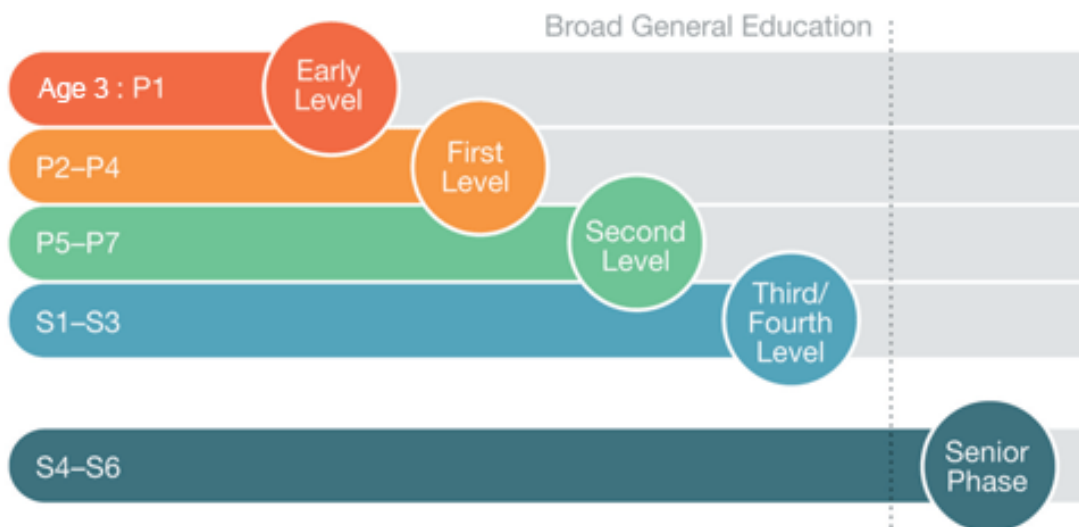 Broad General Education
Age 3 : P1
Early
Level
P2–P4
First
Level
P5–P7
Second
Level
S1–S3
Third/
Fourth
Level
S4–S6
Senior
Phase